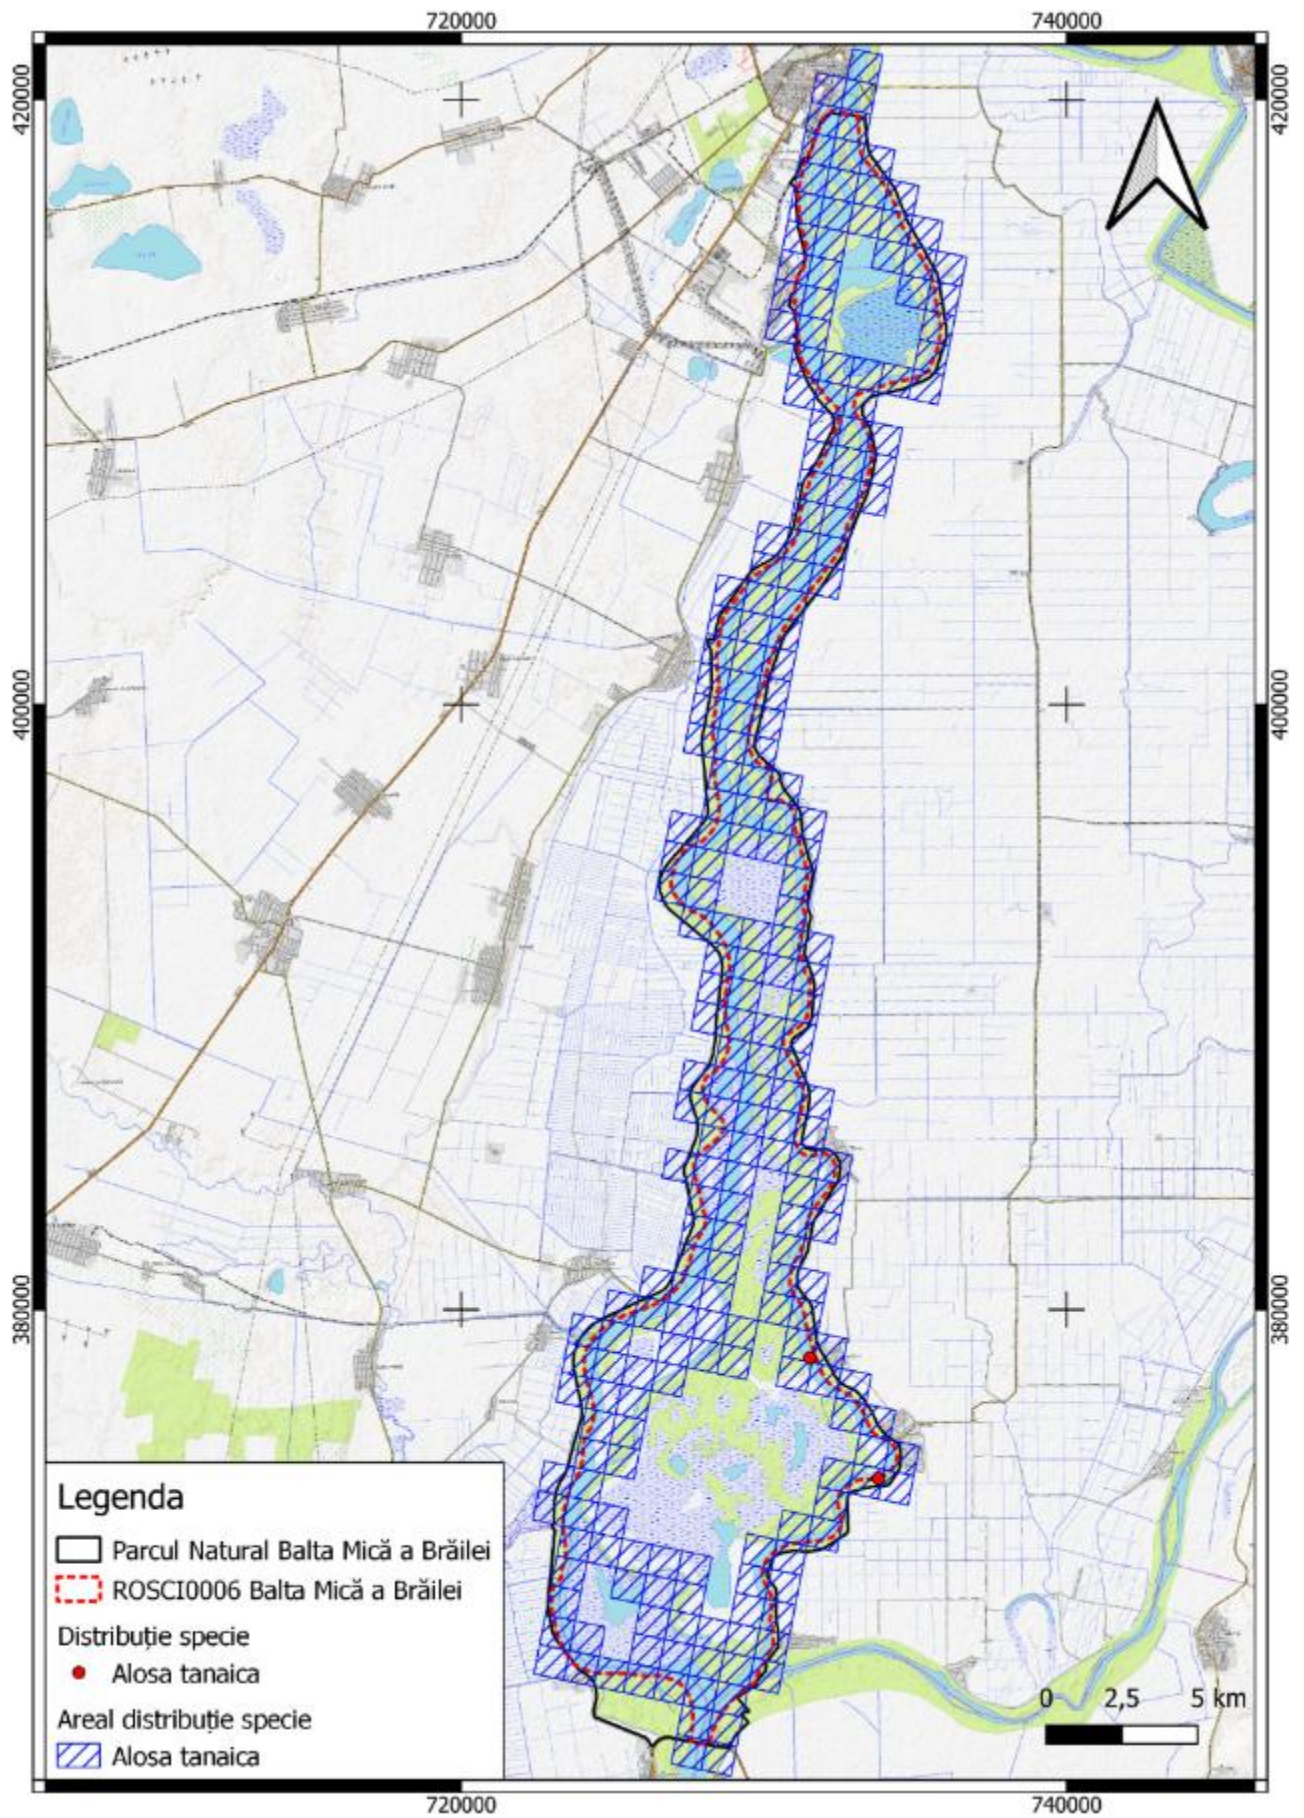 720000
740000
420000
420000
400000
400000
380000
380000
Legenda
Parcul Natural Balta Mică a Brăilei
ROSCI0006 Balta Mică a Brăilei
Distribuție specie
Alosa tanaica
Areal distribuție specie
Alosa tanaica
0 2,5 5 km
720000
740000